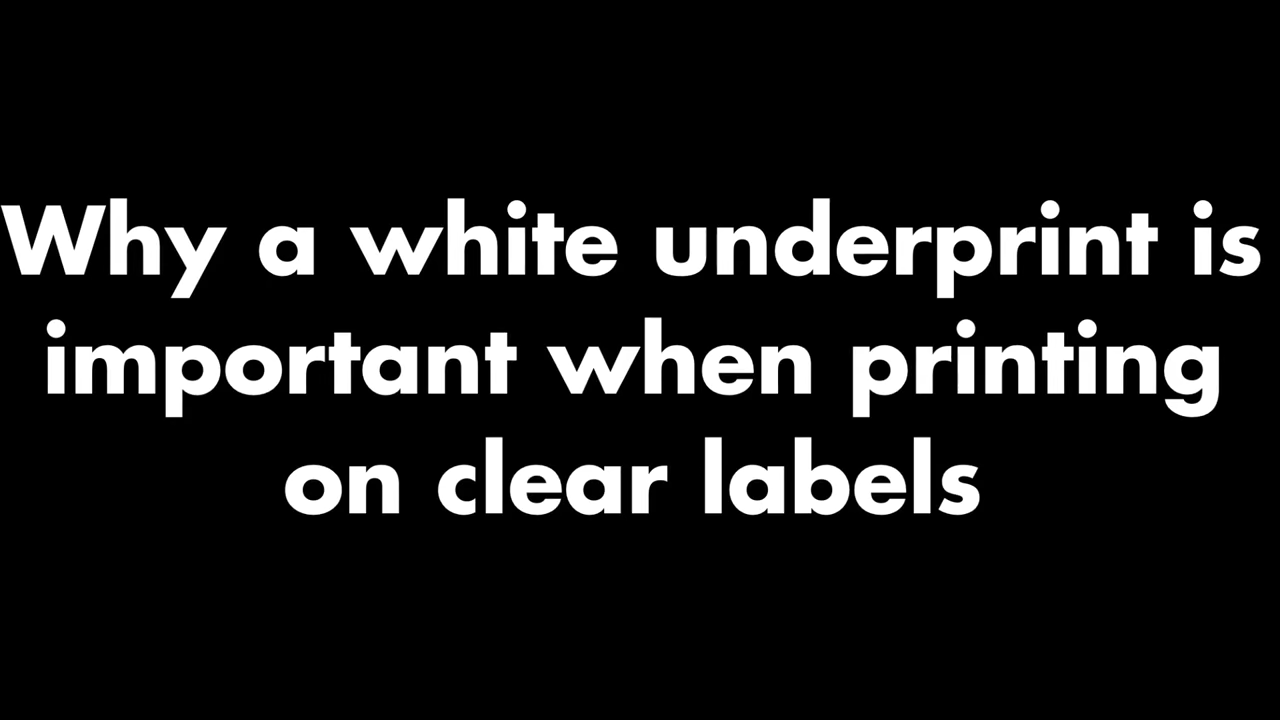 Why a white underprint is
important when printing
on clear labels